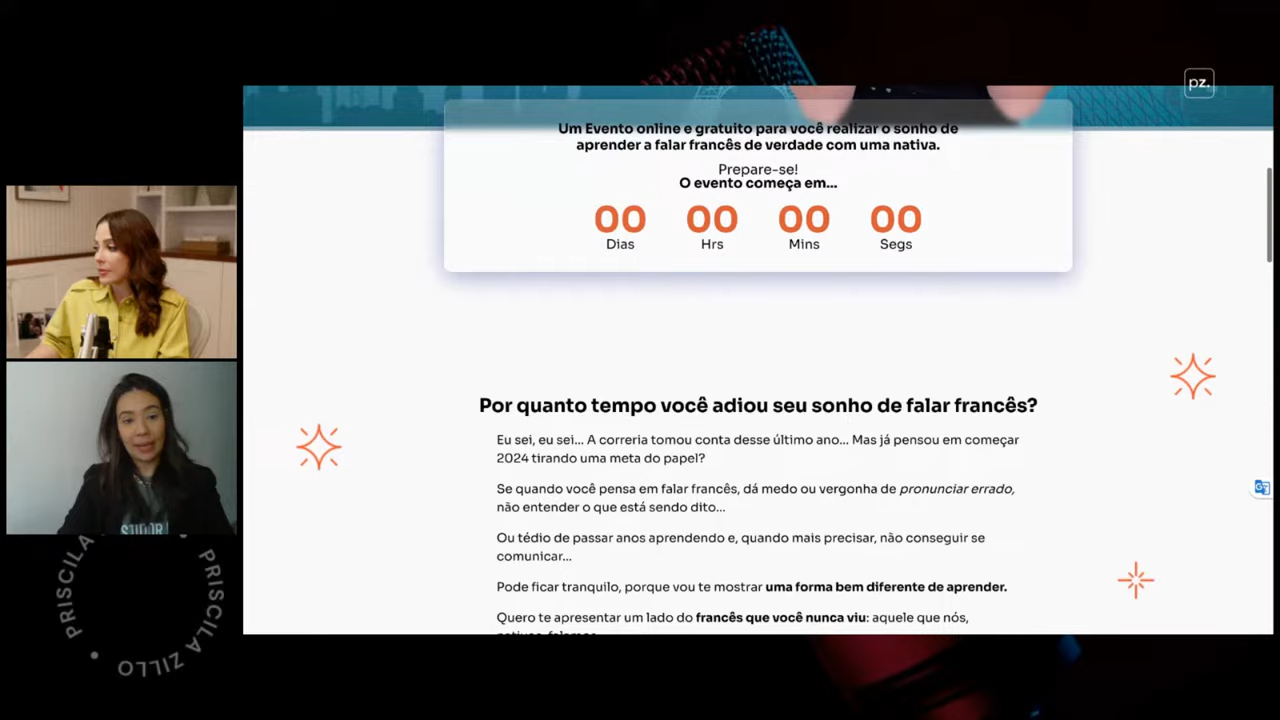 pz.
Um Evento online e gratuito para você realizar o sonho de
aprender a falar francês de verdade com uma nativa.
Prepare-se!
O evento começa em...
00 00 00 00
Dias Hrs Mins Segs
Por quanto tempo você adiou seu sonho de falar francês?
Eu sei, eu sei... A correria tomou conta desse último ano... Mas já pensou em começar
2024 tirando uma meta do papel?
Se quando você pensa em falar francês, dá medo ou vergonha de pronunciar errado,
não entender o que está sendo dito...
Ou tédio de passar anos aprendendo e, quando mais precisar, não conseguir se
comunicar...
Pode ficar tranquilo, porque vou te mostrar uma forma bem diferente de aprender.
Quero te apresentar um lado do francês que você nunca viu: aquele que nós,
PRISCILA
PRISCILA ZILLO